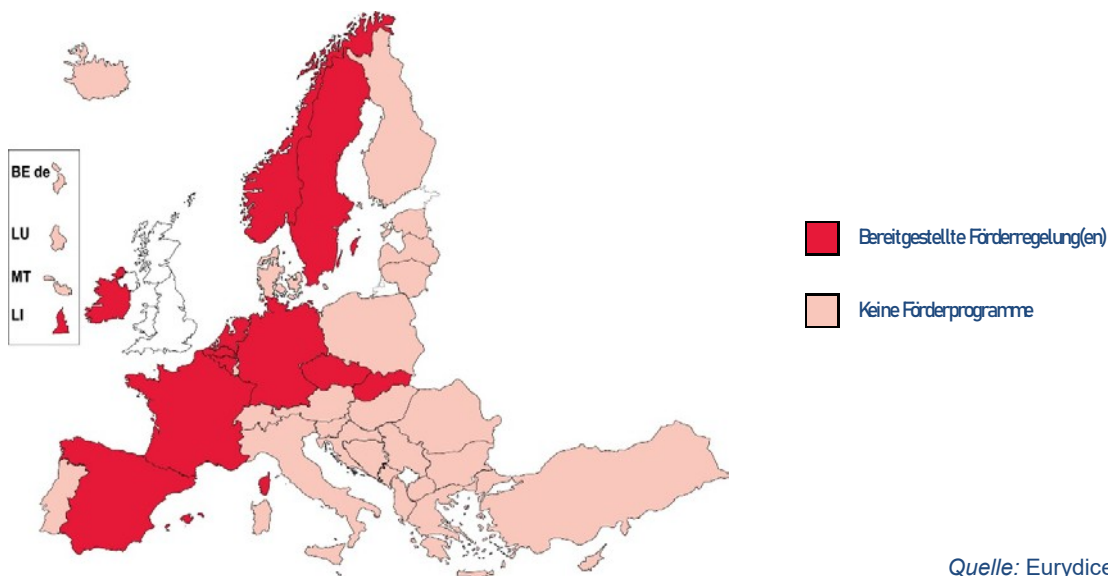 BE de
LU
MT
LI
Bereitgestellte Förderregelung(en)
Keine Förderprogramme
Quelle: Eurydice